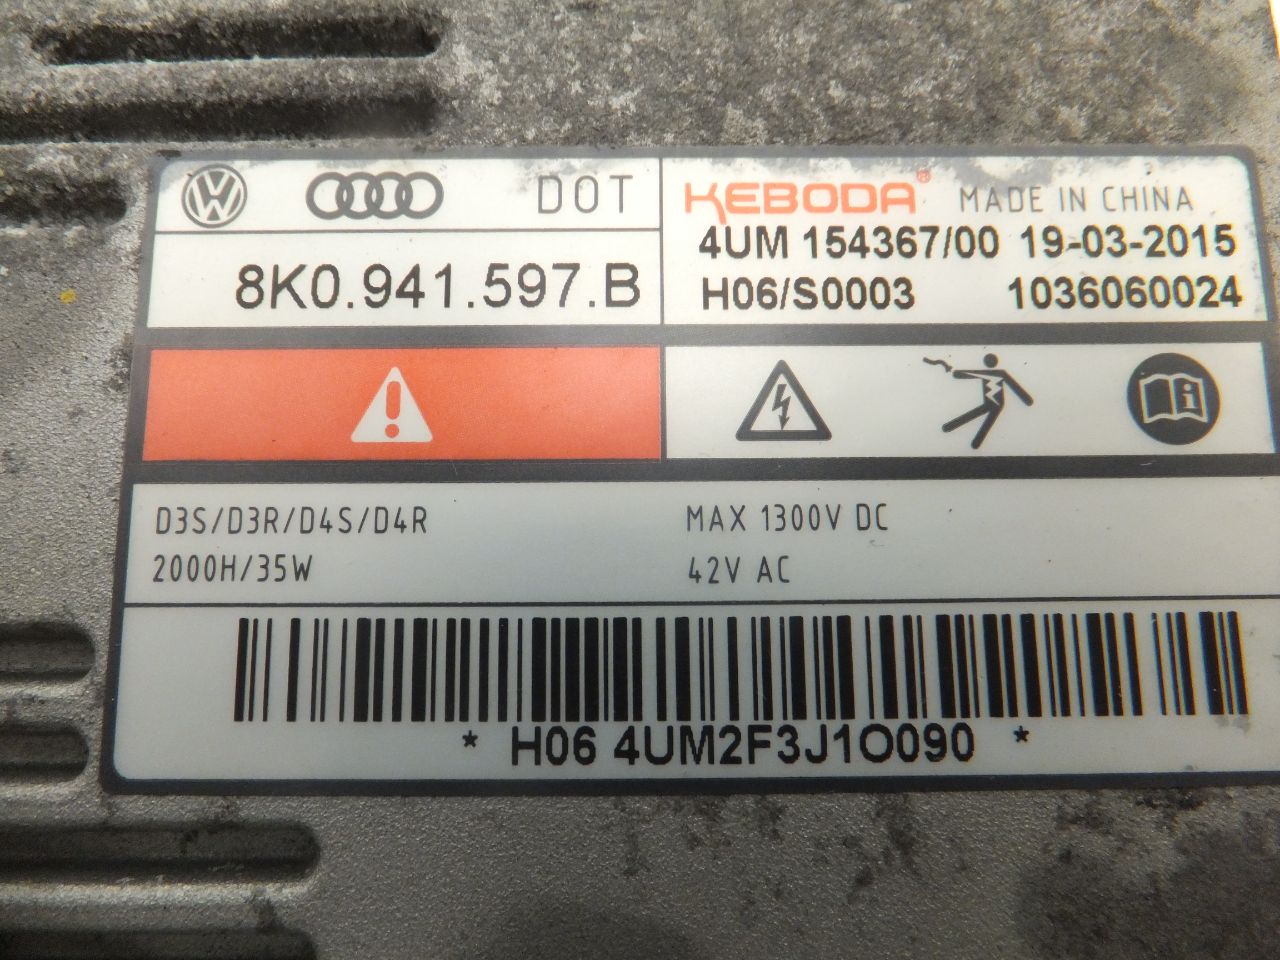 DOT
8K0.941.597.B
KEBODA® MADE IN CHINA
4UM 154367/00 19-03-2015
H06/S0003 1036060024
D3S/D3R/D4S/D4R
2000H/35W
MAX 1300V DC
42V AC
* H06 4UM2F3J1O090 *